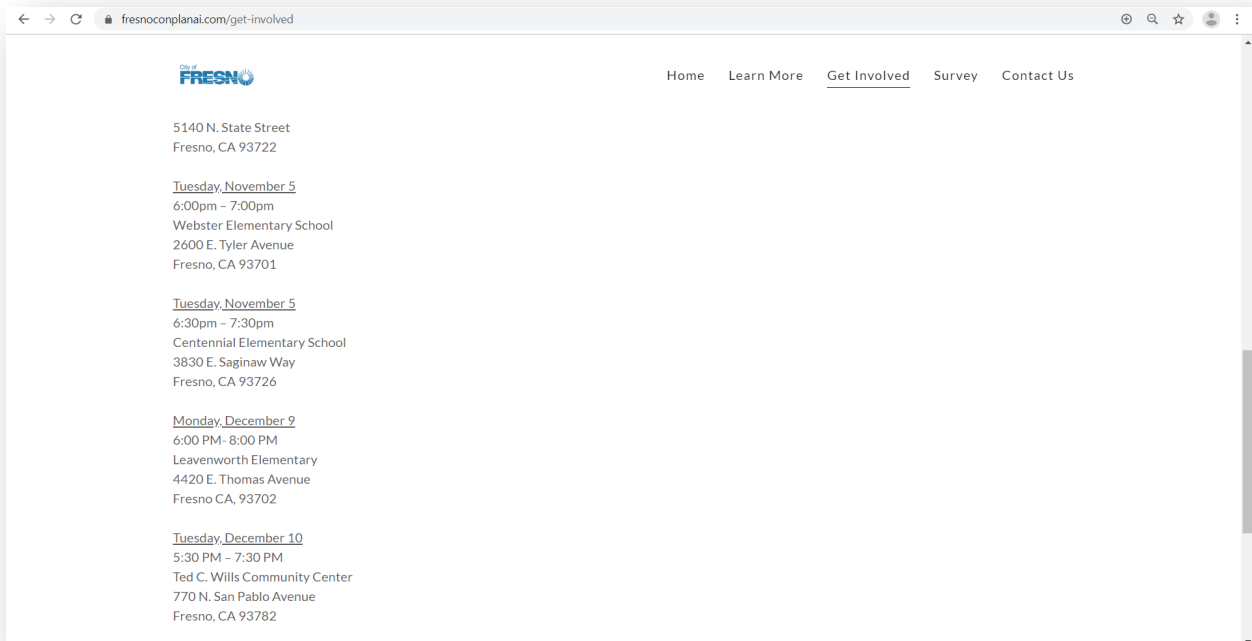 fresnoconplanai.com/get-involved
City of
FRESNO
Home Learn More Get Involved Survey Contact Us
5140 N. State Street
Fresno, CA 93722
Tuesday, November 5
6:00pm – 7:00pm
Webster Elementary School
2600 E. Tyler Avenue
Fresno, CA 93701
Tuesday, November 5
6:30pm – 7:30pm
Centennial Elementary School
3830 E. Saginaw Way
Fresno, CA 93726
Monday, December 9
6:00 PM- 8:00 PM
Leavenworth Elementary
4420 E. Thomas Avenue
Fresno CA, 93702
Tuesday, December 10
5:30 PM – 7:30 PM
Ted C. Wills Community Center
770 N. San Pablo Avenue
Fresno, CA 93782